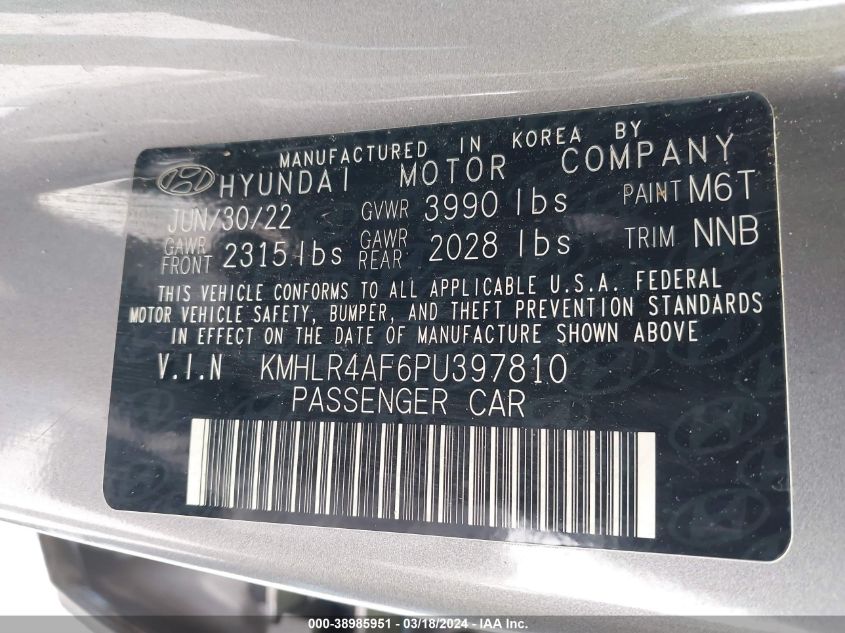 MANUFACTURED IN KOREA BY
HYUNDAI MOTOR COMPANY
JUN/30/22 GVWR 3990 lbs PAINT M6T
GAWR FRONT 2315 lbs GAWR REAR 2028 lbs TRIM NNB
THIS VEHICLE CONFORMS TO ALL APPLICABLE U.S.A. FEDERAL
MOTOR VEHICLE SAFETY, BUMPER, AND THEFT PREVENTION STANDARDS
IN EFFECT ON THE DATE OF MANUFACTURE SHOWN ABOVE
V.I.N KMHLR4AF6PU397810
PASSENGER CAR
000-38985951 - 03/18/2024 - IAA Inc.